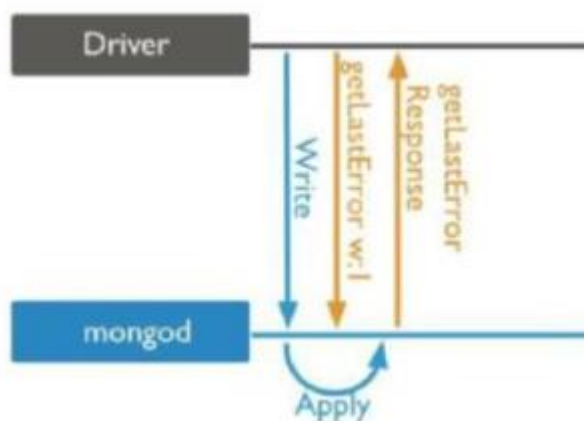 Driver
Write
getLastError w:1
getLastError
Response
mongod
Apply